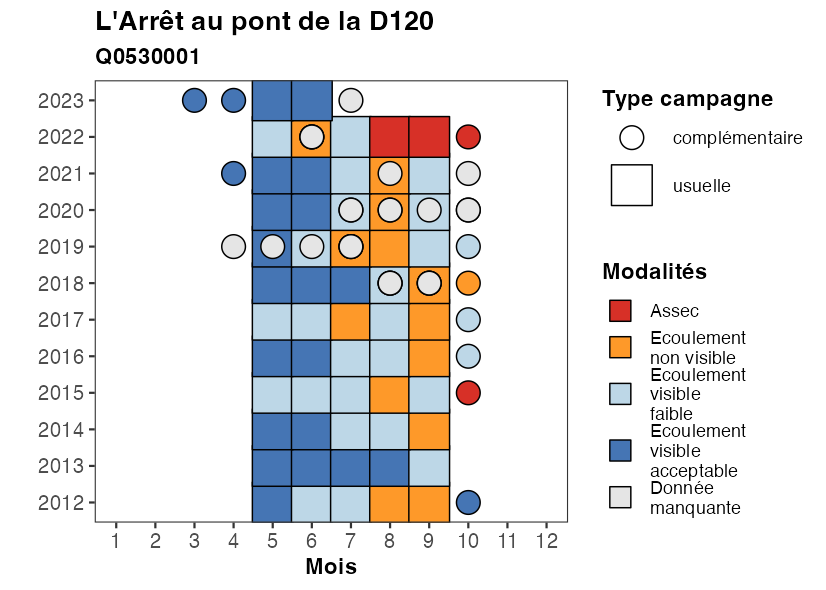 L'Arrêt au pont de la D120
Q0530001
2023
2022
2021
2020
2019
2018
2017
2016
2015
2014
2013
2012
1 2 3 4 5 6 7 8 9 10 11 12
Mois
Type campagne
complémentaire
usuelle
Modalités
Assec
Ecoulement
non visible
Ecoulement
visible
faible
Ecoulement
visible
acceptable
Donnée
manquante